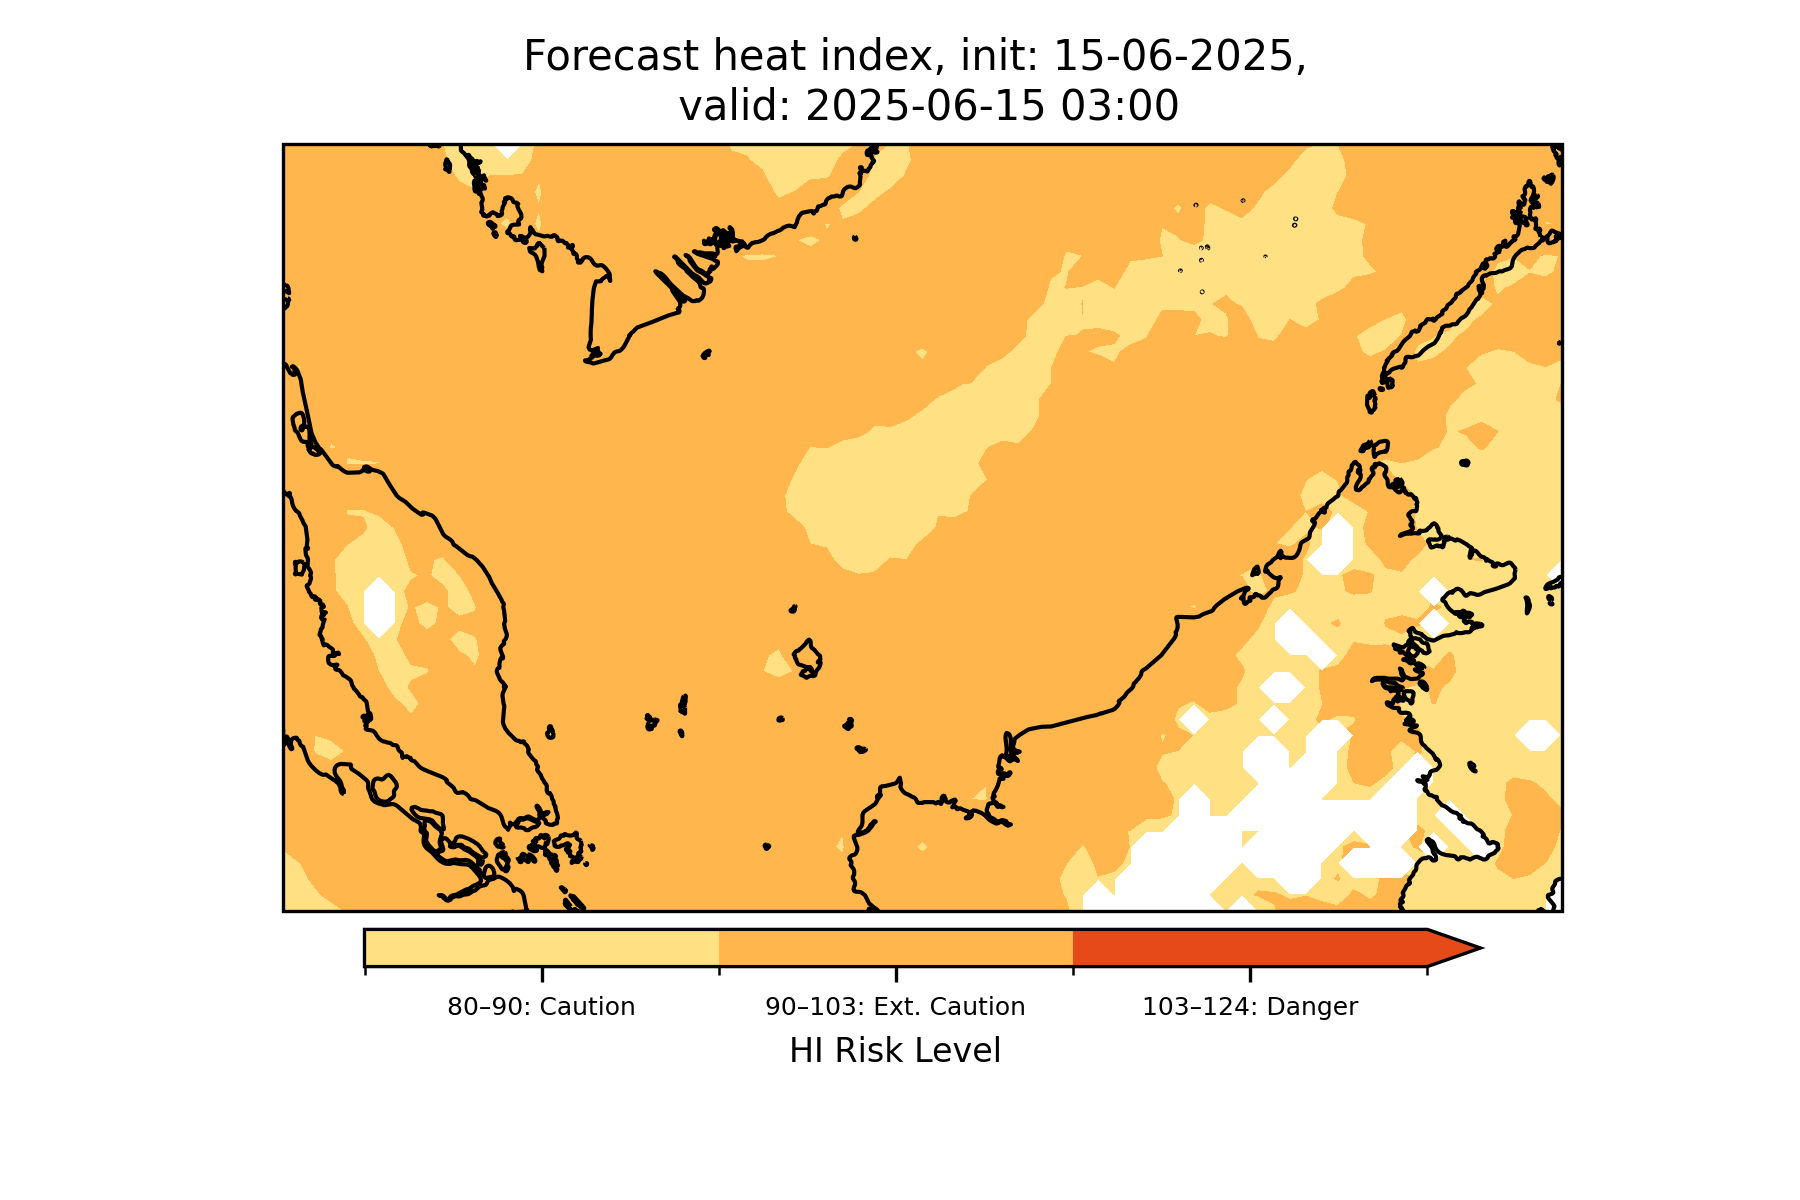 Forecast heat index, init: 15-06-2025,
valid: 2025-06-15 03:00
80–90: Caution
90–103: Ext. Caution
103–124: Danger
HI Risk Level